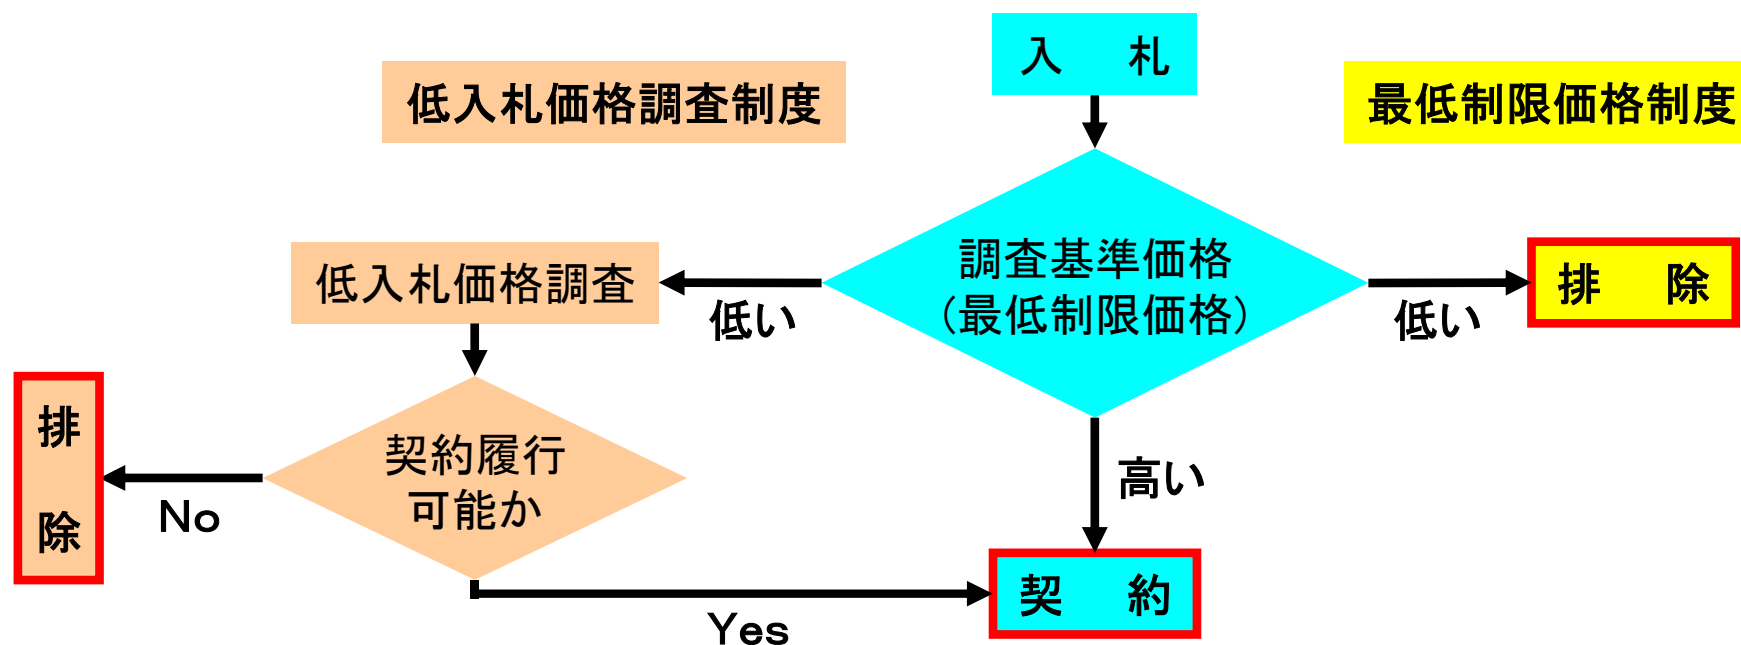 入　札
低入札価格調査制度
最低制限価格制度
調査基準価格
（最低制限価格）
低入札価格調査
低い
低い
排　除
契約履行
可能か
排
除
No
高い
契　約
Yes